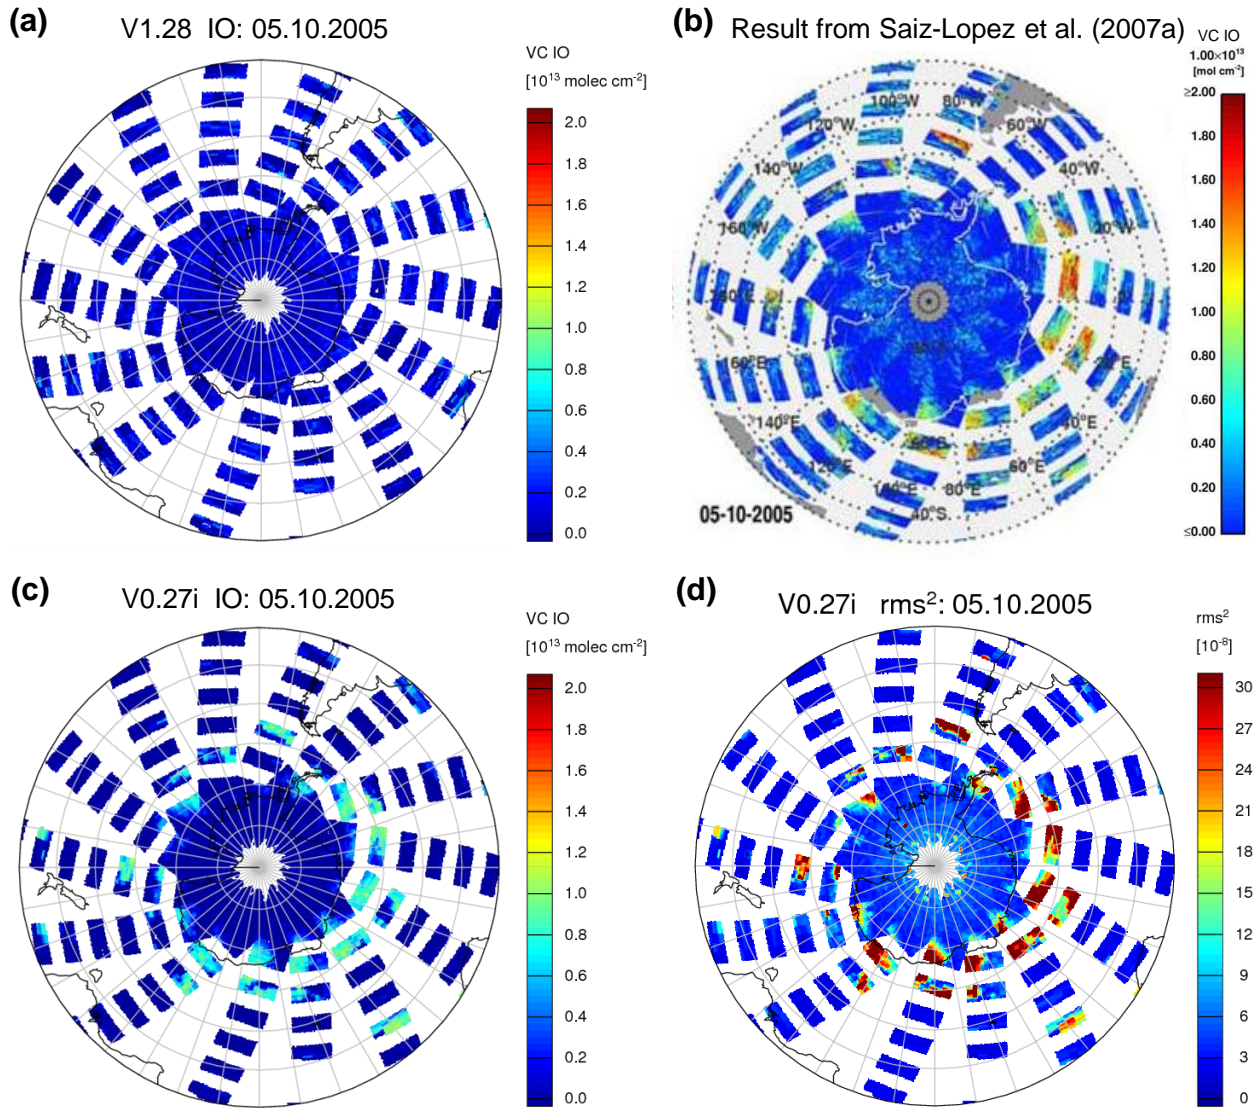 (a)
V1.28 IO: 05.10.2005
VC IO
[10¹³ molec cm⁻²]
2.0
1.8
1.6
1.4
1.2
1.0
0.8
0.6
0.4
0.2
0.0
(b)
Result from Saiz-Lopez et al. (2007a)
VC IO
1.00×10¹³
[mol cm⁻²]
≥2.00
1.80
1.60
1.40
1.20
1.00
0.80
0.60
0.40
0.20
≤0.00
100°W
80°W
120°W
60°W
140°W
40°W
160°W
20°W
160°E
20°E
140°E
40°E
120°E
60°E
80°E
40°S
05-10-2005
(c)
V0.27i IO: 05.10.2005
VC IO
[10¹³ molec cm⁻²]
2.0
1.8
1.6
1.4
1.2
1.0
0.8
0.6
0.4
0.2
0.0
(d)
V0.27i rms²: 05.10.2005
rms²
[10⁻⁸]
30
27
24
21
18
15
12
9
6
3
0